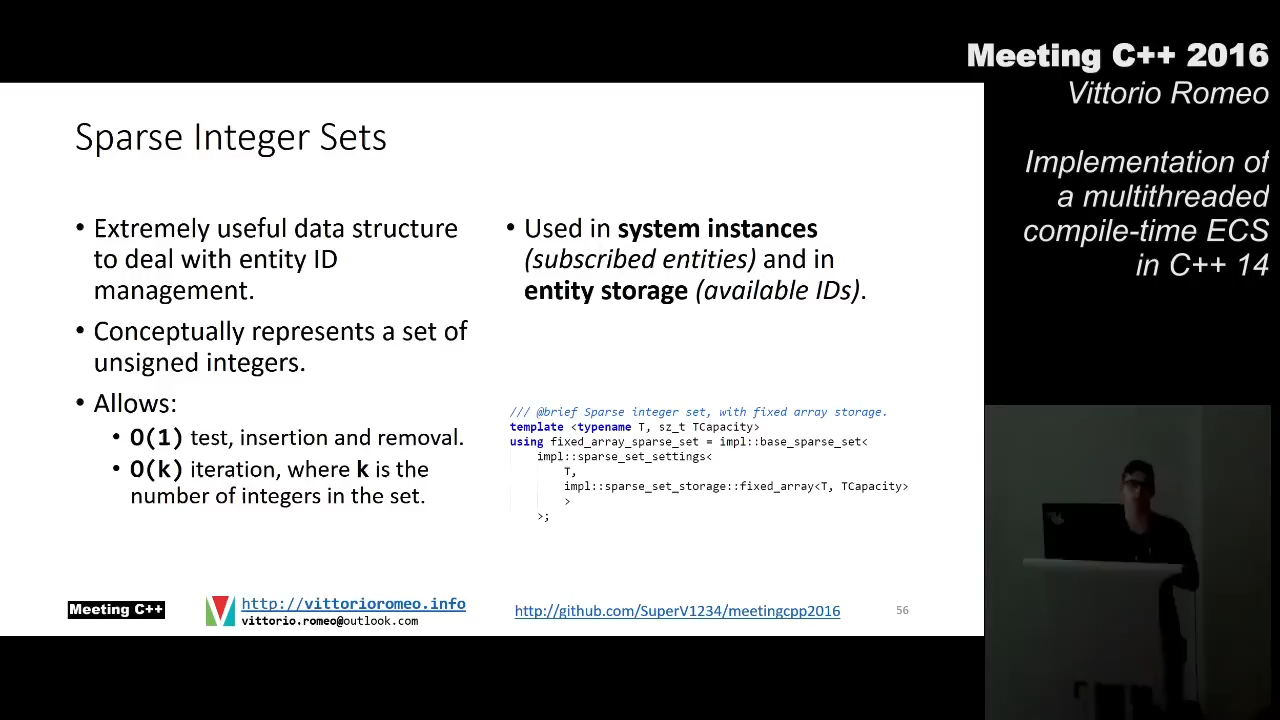 Meeting C++ 2016
Vittorio Romeo
Implementation of
a multithreaded
compile-time ECS
in C++ 14
Sparse Integer Sets
• Extremely useful data structure
to deal with entity ID
management.
• Conceptually represents a set of
unsigned integers.
• Allows:
• O(1) test, insertion and removal.
• O(k) iteration, where k is the
number of integers in the set.
• Used in system instances
(subscribed entities) and in
entity storage (available IDs).
/// @brief Sparse integer set, with fixed array storage.
template <typename T, sz_t TCapacity>
using fixed_array_sparse_set = impl::base_sparse_set<
impl::sparse_set_settings<
T,
impl::sparse_set_storage::fixed_array<T, TCapacity>
>
>;
Meeting C++
http://vittorioromeo.info
vittorio.romeo@outlook.com
http://github.com/SuperV1234/meetingcpp2016
56